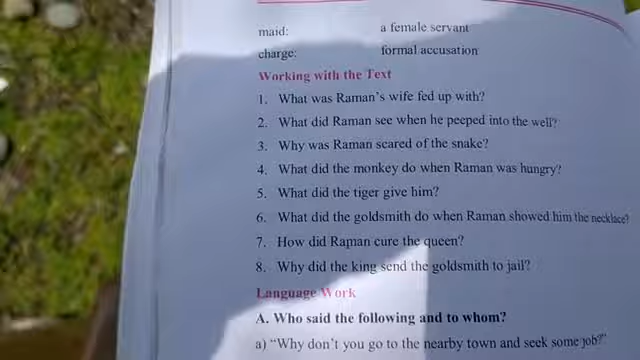 maid: a female servant
charge: formal accusation
Working with the Text
1. What was Raman's wife fed up with?
2. What did Raman see when he peeped into the well?
3. Why was Raman scared of the snake?
4. What did the monkey do when Raman was hungry?
5. What did the tiger give him?
6. What did the goldsmith do when Raman showed him the necklace?
7. How did Raman cure the queen?
8. Why did the king send the goldsmith to jail?
Language Work
A. Who said the following and to whom?
a) "Why don't you go to the nearby town and seek some job?"